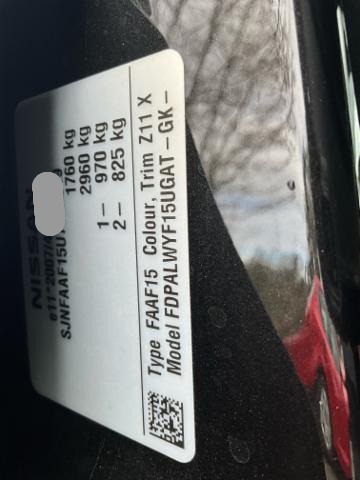 NISSAN
e11*2007/4
SJNFAAF15U
1760 kg
2960 kg
1– 970 kg
2– 825 kg
Type FAAF15 Colour, Trim Z11 X
Model FDPALWYF15UGAT – GK –